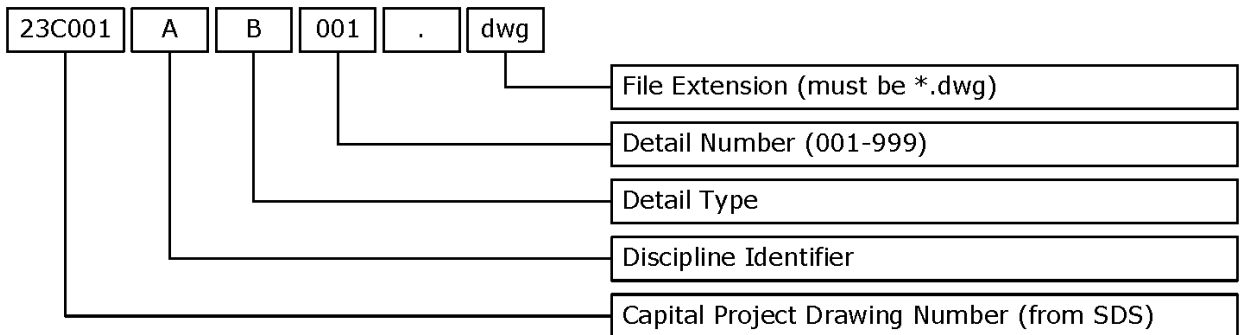 23C001 A B 001 . dwg
File Extension (must be *.dwg)
Detail Number (001-999)
Detail Type
Discipline Identifier
Capital Project Drawing Number (from SDS)